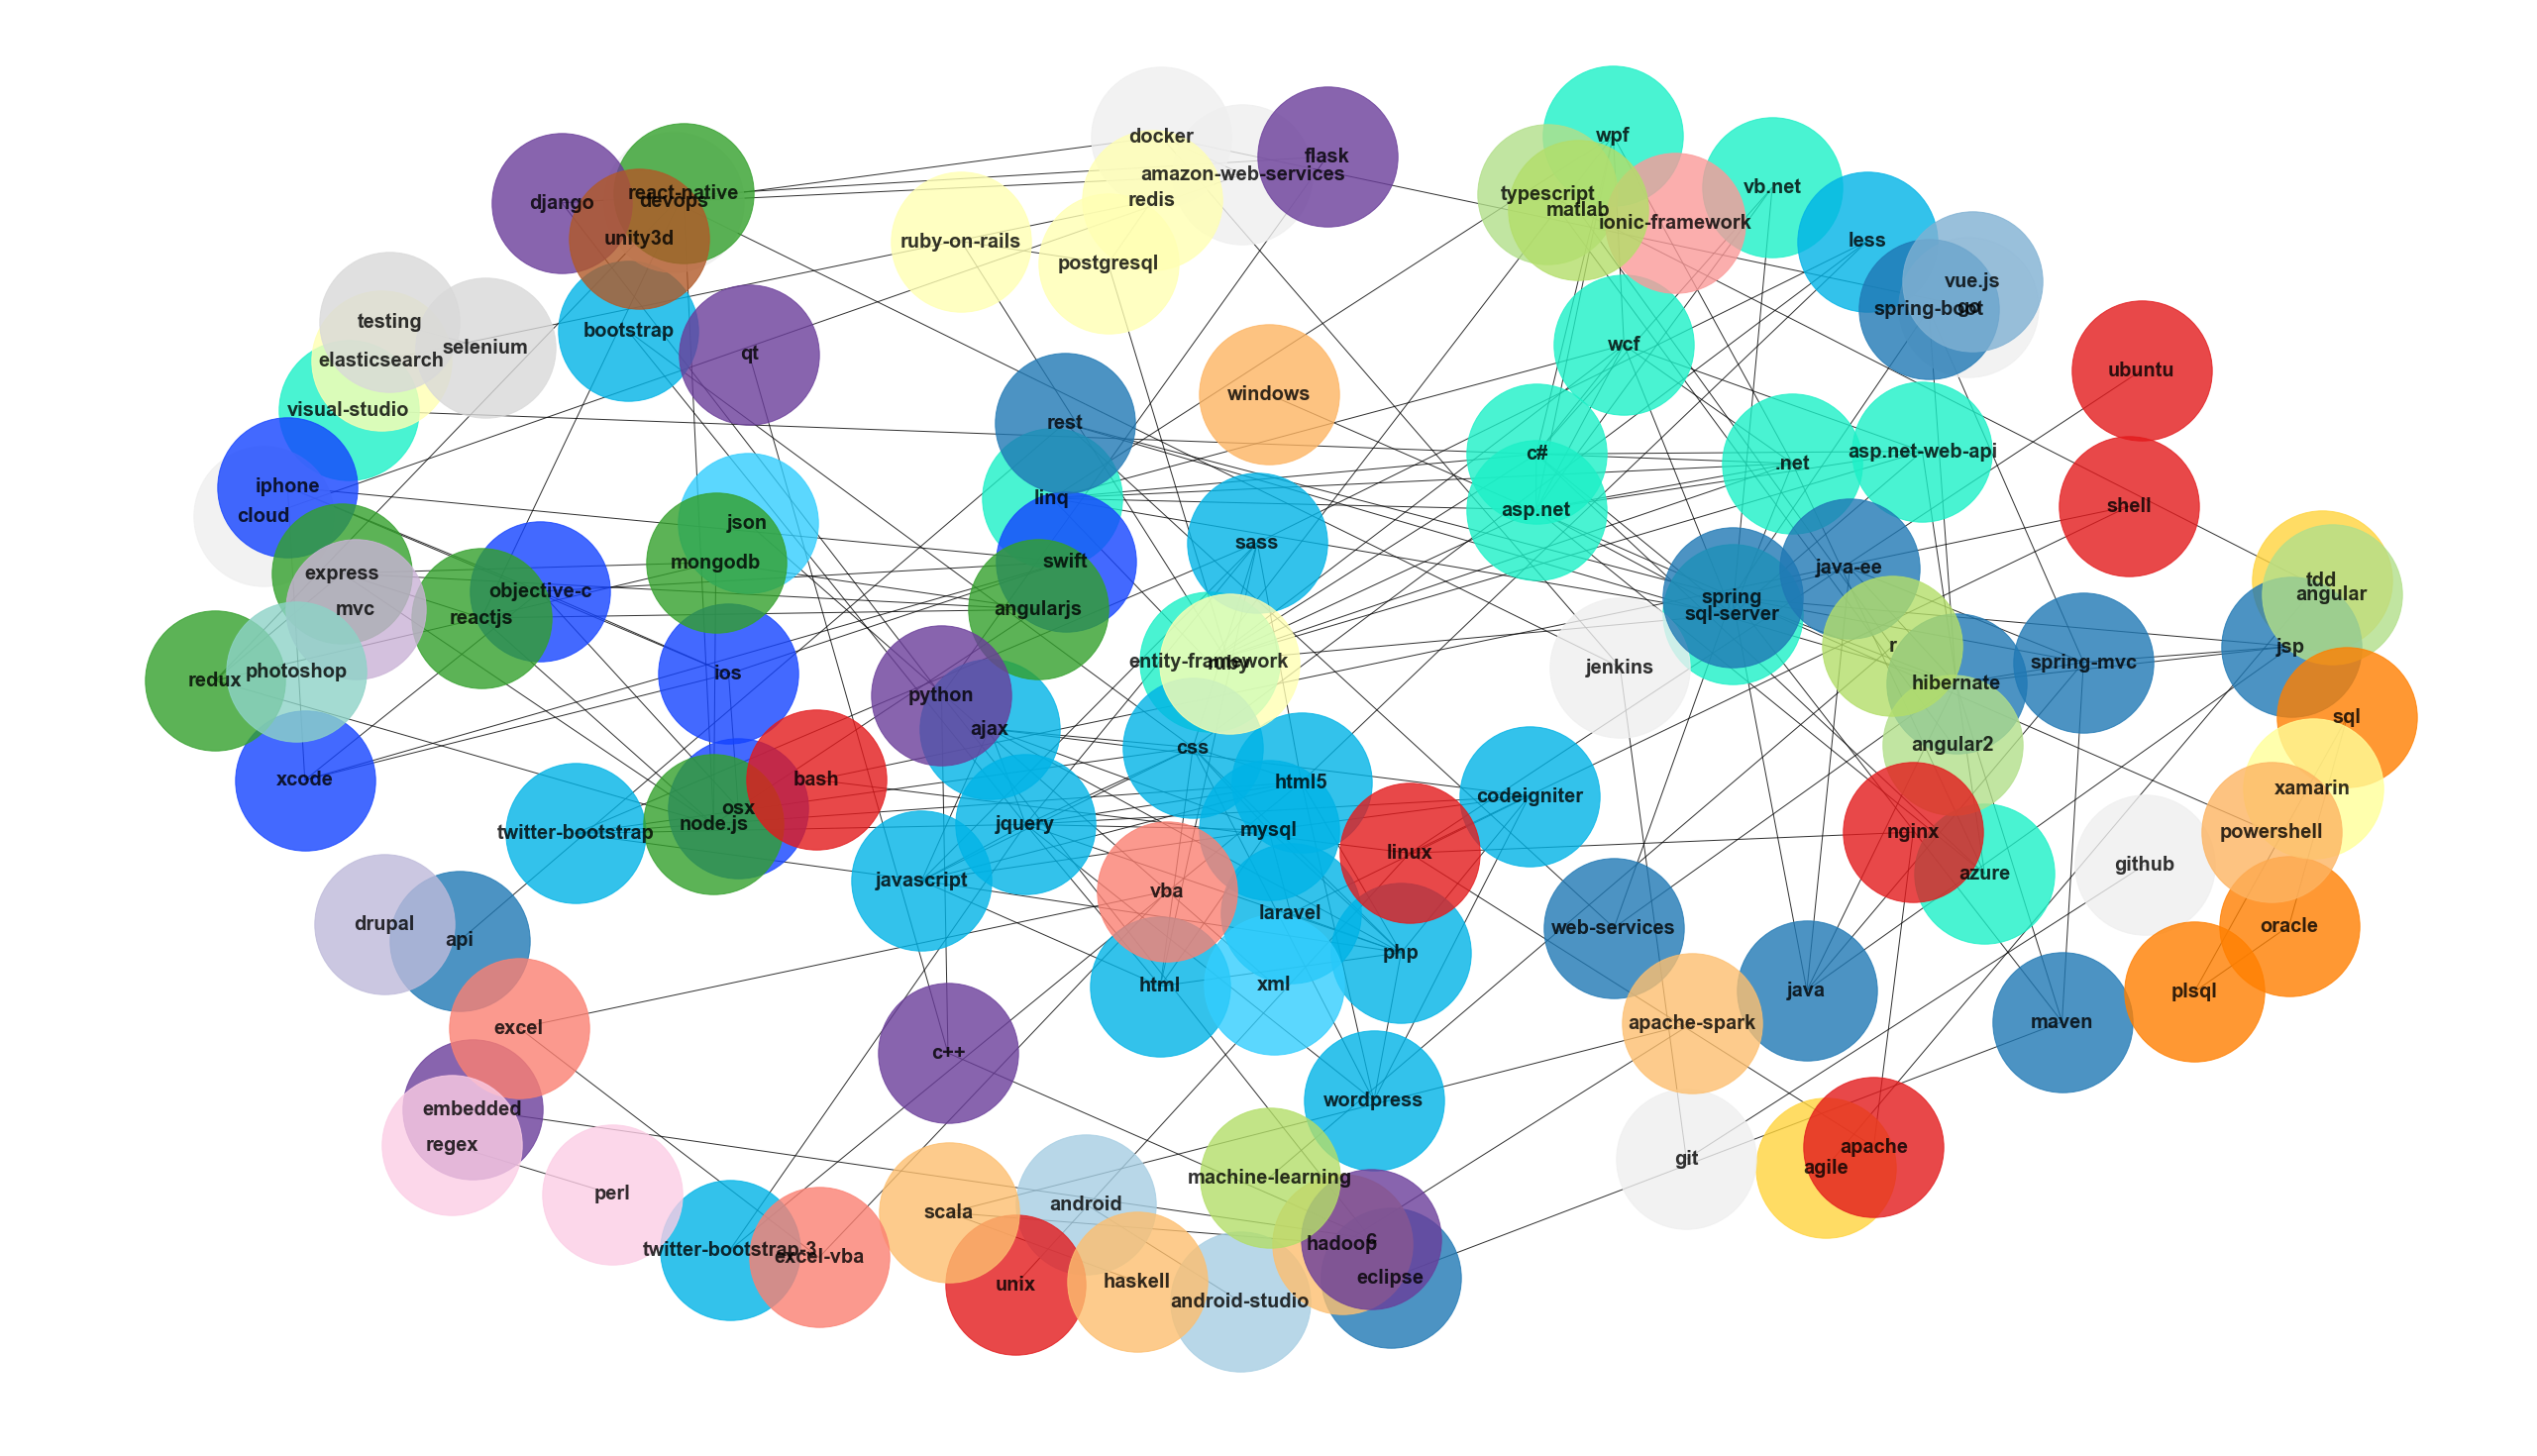 docker
wpf
flask
amazon-web-services
vb.net
react-native
typescript
devops
redis
django
matlab
ionic-framework
unity3d
ruby-on-rails
less
postgresql
vue.js
spring-boot
go
testing
bootstrap
wcf
selenium
qt
elasticsearch
ubuntu
windows
visual-studio
rest
c#
asp.net-web-api
.net
iphone
linq
shell
asp.net
cloud
json
sass
mongodb
swift
java-ee
express
tdd
objective-c
angular
spring
mvc
angularjs
sql-server
reactjs
r
jsp
entity-framework
ruby
spring-mvc
jenkins
photoshop
ios
redux
hibernate
python
sql
ajax
angular2
css
xcode
bash
html5
xamarin
codeigniter
osx
node.js
jquery
mysql
twitter-bootstrap
nginx
powershell
linux
github
azure
javascript
vba
laravel
drupal
oracle
web-services
api
php
html
xml
java
plsql
excel
apache-spark
maven
c++
wordpress
embedded
regex
apache
git
agile
machine-learning
perl
android
scala
c
hadoop
twitter-bootstrap-3
excel-vba
eclipse
haskell
unix
android-studio